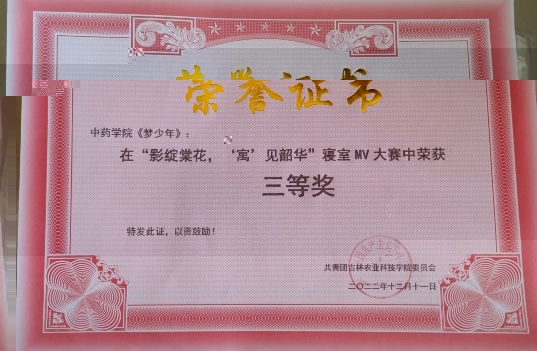 荣誉证书
中药学院《梦少年》：
在“影绽棠花，‘寓’见韶华”寝室MV大赛中荣获
三等奖
特发此证，以资鼓励！
共青团吉林农业科技学院委员会
二〇二二年十二月十一日